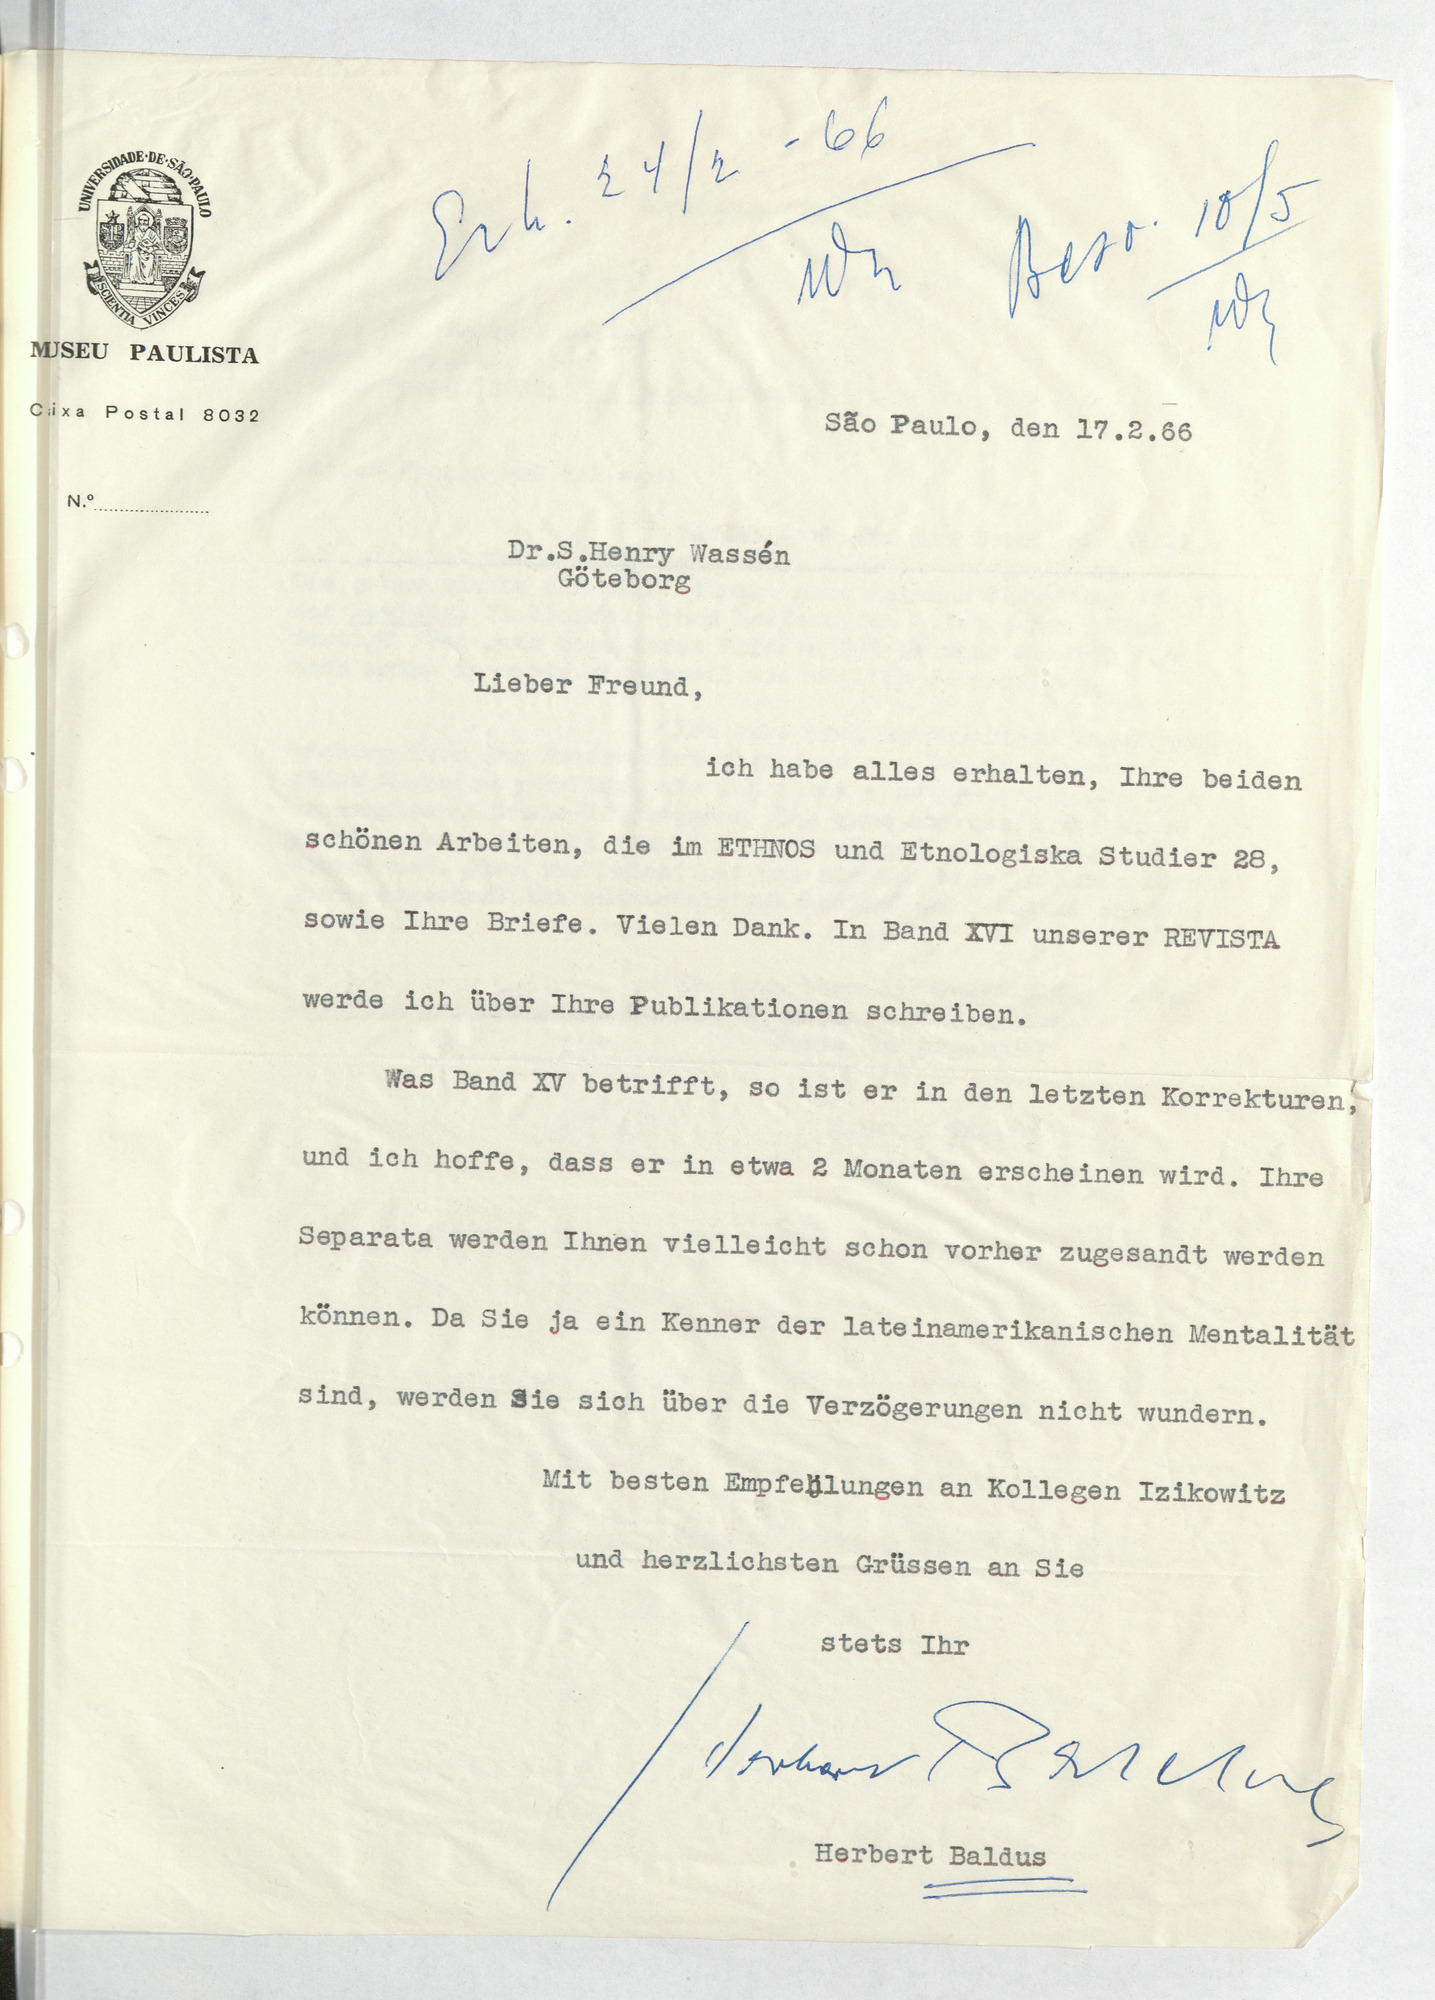 Erh. 24/2 - 66
Wn
Besv. 10/5
Wn
UNIVERSIDADE·DE·SÃO·PAULO
SCIENTIA VINCES
MUSEU PAULISTA
Caixa Postal 8032
N.º
São Paulo, den 17.2.66
Dr.S.Henry Wassén
Göteborg
Lieber Freund,
ich habe alles erhalten, Ihre beiden
schönen Arbeiten, die im ETHNOS und Etnologiska Studier 28,
sowie Ihre Briefe. Vielen Dank. In Band XVI unserer REVISTA
werde ich über Ihre Publikationen schreiben.
Was Band XV betrifft, so ist er in den letzten Korrekturen,
und ich hoffe, dass er in etwa 2 Monaten erscheinen wird. Ihre
Separata werden Ihnen vielleicht schon vorher zugesandt werden
können. Da Sie ja ein Kenner der lateinamerikanischen Mentalität
sind, werden Sie sich über die Verzögerungen nicht wundern.
Mit besten Empfehlungen an Kollegen Izikowitz
und herzlichsten Grüssen an Sie
stets Ihr
Herbert Baldus
Herbert Baldus